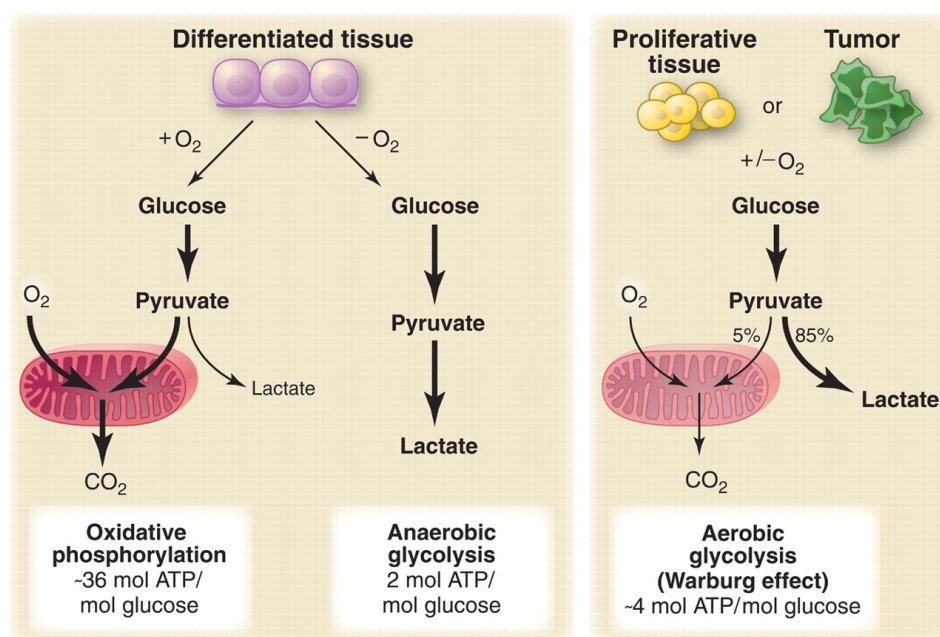 Differentiated tissue
+O₂
−O₂
Glucose
Glucose
O₂
Pyruvate
Pyruvate
Lactate
Lactate
CO₂
Oxidative
phosphorylation
~36 mol ATP/
mol glucose
Anaerobic
glycolysis
2 mol ATP/
mol glucose
Proliferative
tissue
or
Tumor
+/−O₂
Glucose
O₂
Pyruvate
5%
85%
Lactate
CO₂
Aerobic
glycolysis
(Warburg effect)
~4 mol ATP/mol glucose